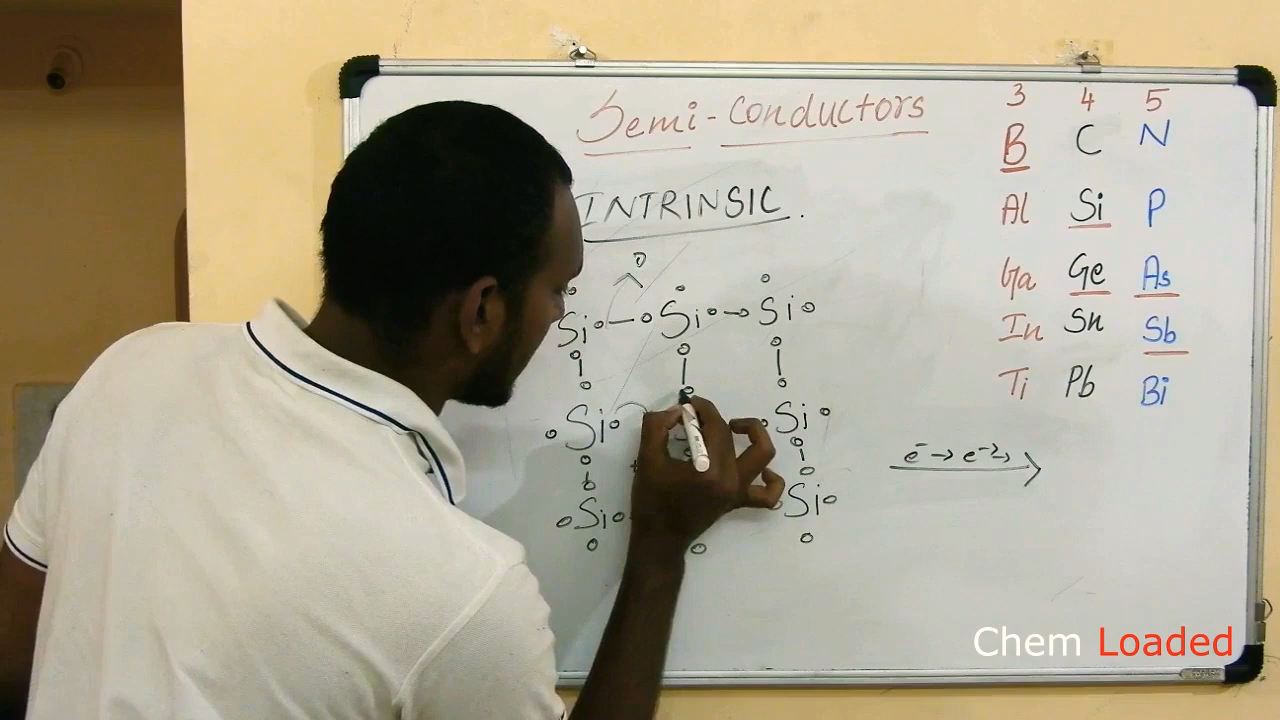 Semi-conductors
INTRINSIC.
3 4 5
B C N
Al Si P
Ga Ge As
In Sn Sb
Ti Pb Bi
Si Si Si
Si Si
Si Si
e⁻ → e⁻ →
Chem Loaded